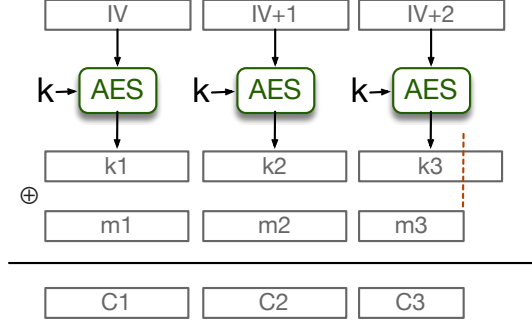 IV IV+1 IV+2
k AES k AES k AES
k1 k2 k3
⊕
m1 m2 m3
C1 C2 C3